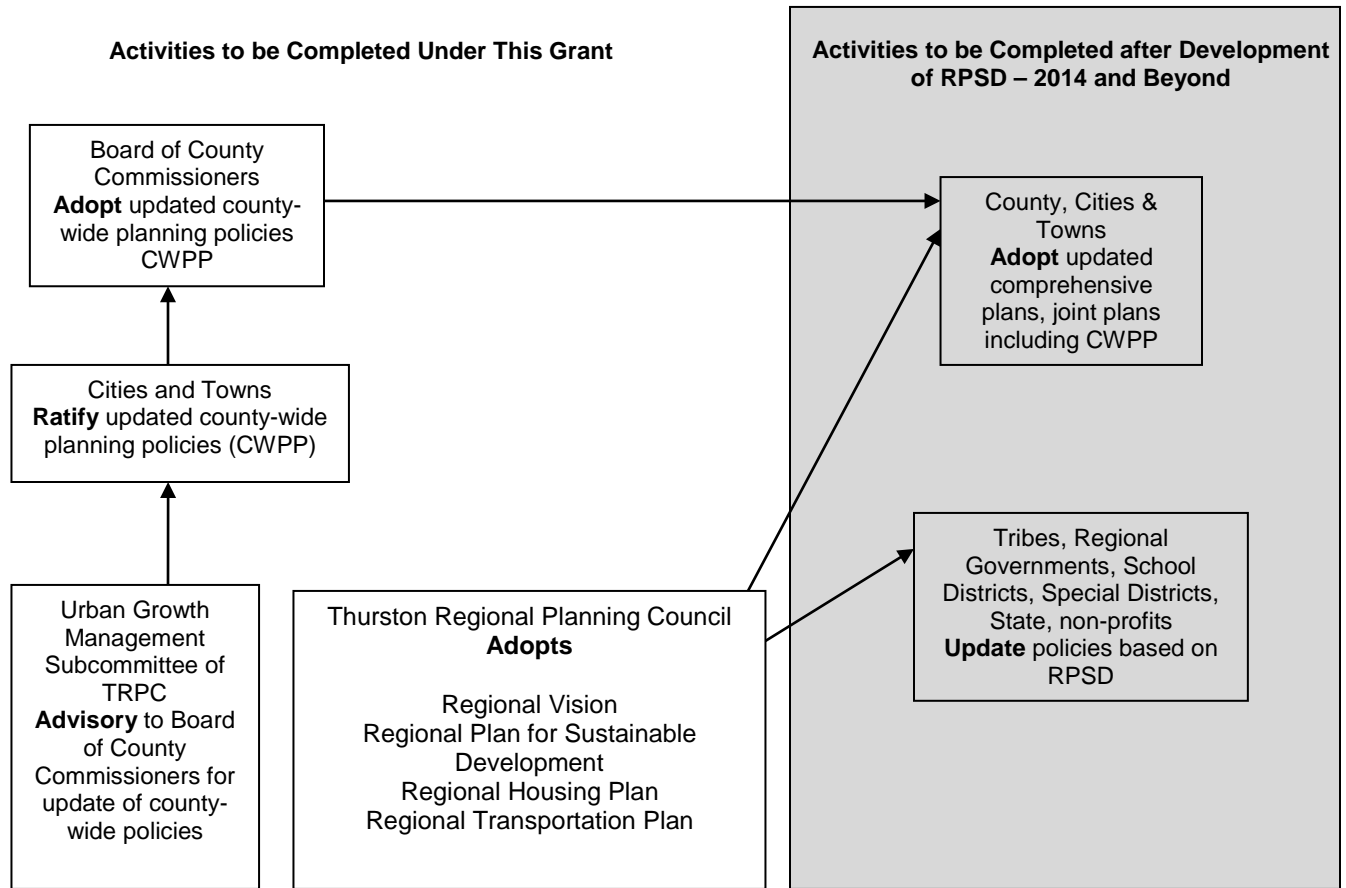 Activities to be Completed Under This Grant
Activities to be Completed after Development
of RPSD – 2014 and Beyond
Board of County
Commissioners
Adopt updated county-
wide planning policies
CWPP
County, Cities &
Towns
Adopt updated
comprehensive
plans, joint plans
including CWPP
Cities and Towns
Ratify updated county-wide
planning policies (CWPP)
Urban Growth
Management
Subcommittee of
TRPC
Advisory to Board
of County
Commissioners for
update of county-
wide policies
Thurston Regional Planning Council
Adopts
Regional Vision
Regional Plan for Sustainable
Development
Regional Housing Plan
Regional Transportation Plan
Tribes, Regional
Governments, School
Districts, Special Districts,
State, non-profits
Update policies based on
RPSD